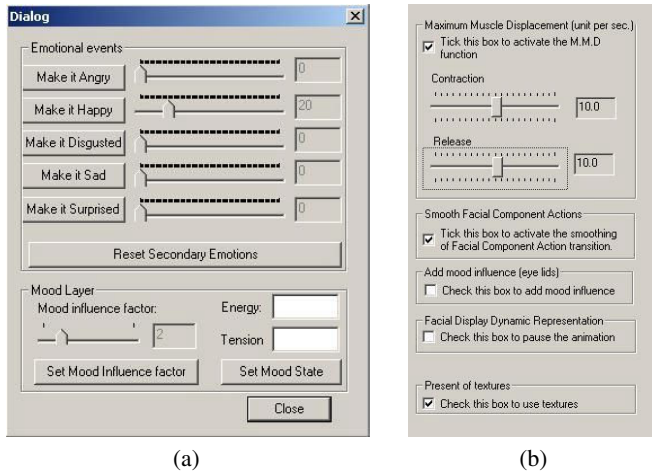 Dialog
Emotional events
Make it Angry
0
Make it Happy
20
Make it Disgusted
0
Make it Sad
0
Make it Surprised
0
Reset Secondary Emotions
Mood Layer
Mood influence factor:
2
Energy:
Tension
Set Mood Influence factor
Set Mood State
Close
(a)
Maximum Muscle Displacement (unit per sec.)
Tick this box to activate the M.M.D
function
Contraction
10.0
Release
10.0
Smooth Facial Component Actions
Tick this box to activate the smoothing
of Facial Component Action transition.
Add mood influence (eye lids)
Check this box to add mood influence
Facial Display Dynamic Representation
Check this box to pause the animation
Present of textures
Check this box to use textures
(b)